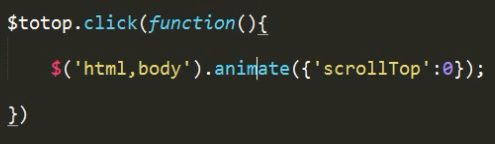 $totop.click(function(){
$('html,body').animate({'scrollTop':0});
})